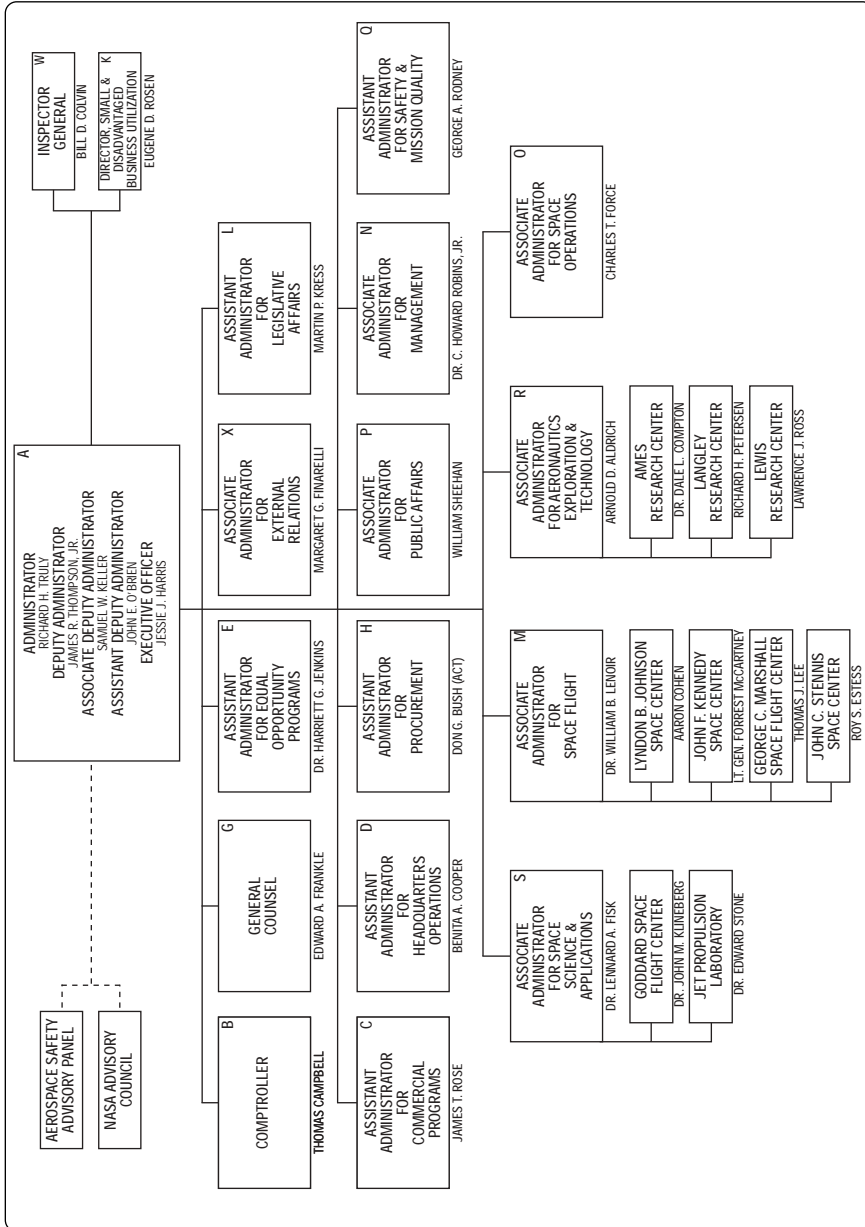 AEROSPACE SAFETY
ADVISORY PANEL
NASA ADVISORY
COUNCIL
A
ADMINISTRATOR
RICHARD H. TRULY
DEPUTY ADMINISTRATOR
JAMES R. THOMPSON, JR.
ASSOCIATE DEPUTY ADMINISTRATOR
SAMUEL W. KELLER
ASSISTANT DEPUTY ADMINISTRATOR
JOHN E. O'BRIEN
EXECUTIVE OFFICER
JESSIE J. HARRIS
W
INSPECTOR
GENERAL
BILL D. COLVIN
K
DIRECTOR, SMALL &
DISADVANTAGED
BUSINESS UTILIZATION
EUGENE D. ROSEN
B
COMPTROLLER
THOMAS CAMPBELL
G
GENERAL
COUNSEL
EDWARD A. FRANKLE
E
ASSISTANT
ADMINISTRATOR
FOR EQUAL
OPPORTUNITY
PROGRAMS
DR. HARRIETT G. JENKINS
X
ASSOCIATE
ADMINISTRATOR
FOR
EXTERNAL
RELATIONS
MARGARET G. FINARELLI
L
ASSISTANT
ADMINISTRATOR
FOR
LEGISLATIVE
AFFAIRS
MARTIN P. KRESS
C
ASSISTANT
ADMINISTRATOR
FOR
COMMERCIAL
PROGRAMS
JAMES T. ROSE
D
ASSISTANT
ADMINISTRATOR
FOR
HEADQUARTERS
OPERATIONS
BENITA A. COOPER
H
ASSISTANT
ADMINISTRATOR
FOR
PROCUREMENT
DON G. BUSH (ACT)
P
ASSOCIATE
ADMINISTRATOR
FOR
PUBLIC AFFAIRS
WILLIAM SHEEHAN
N
ASSOCIATE
ADMINISTRATOR
FOR
MANAGEMENT
DR. C. HOWARD ROBINS, JR.
Q
ASSISTANT
ADMINISTRATOR
FOR SAFETY &
MISSION QUALITY
GEORGE A. RODNEY
S
ASSOCIATE
ADMINISTRATOR
FOR SPACE
SCIENCE &
APPLICATIONS
DR. LENNARD A. FISK
GODDARD SPACE
FLIGHT CENTER
DR. JOHN M. KLINEBERG
JET PROPULSION
LABORATORY
DR. EDWARD STONE
M
ASSOCIATE
ADMINISTRATOR
FOR
SPACE FLIGHT
DR. WILLIAM B. LENOIR
LYNDON B. JOHNSON
SPACE CENTER
AARON COHEN
JOHN F. KENNEDY
SPACE CENTER
LT. GEN. FORREST McCARTNEY
GEORGE C. MARSHALL
SPACE FLIGHT CENTER
THOMAS J. LEE
JOHN C. STENNIS
SPACE CENTER
ROY S. ESTESS
R
ASSOCIATE
ADMINISTRATOR
FOR AERONAUTICS
EXPLORATION &
TECHNOLOGY
ARNOLD D. ALDRICH
AMES
RESEARCH CENTER
DR. DALE L. COMPTON
LANGLEY
RESEARCH CENTER
RICHARD H. PETERSEN
LEWIS
RESEARCH CENTER
LAWRENCE J. ROSS
O
ASSOCIATE
ADMINISTRATOR
FOR SPACE
OPERATIONS
CHARLES T. FORCE